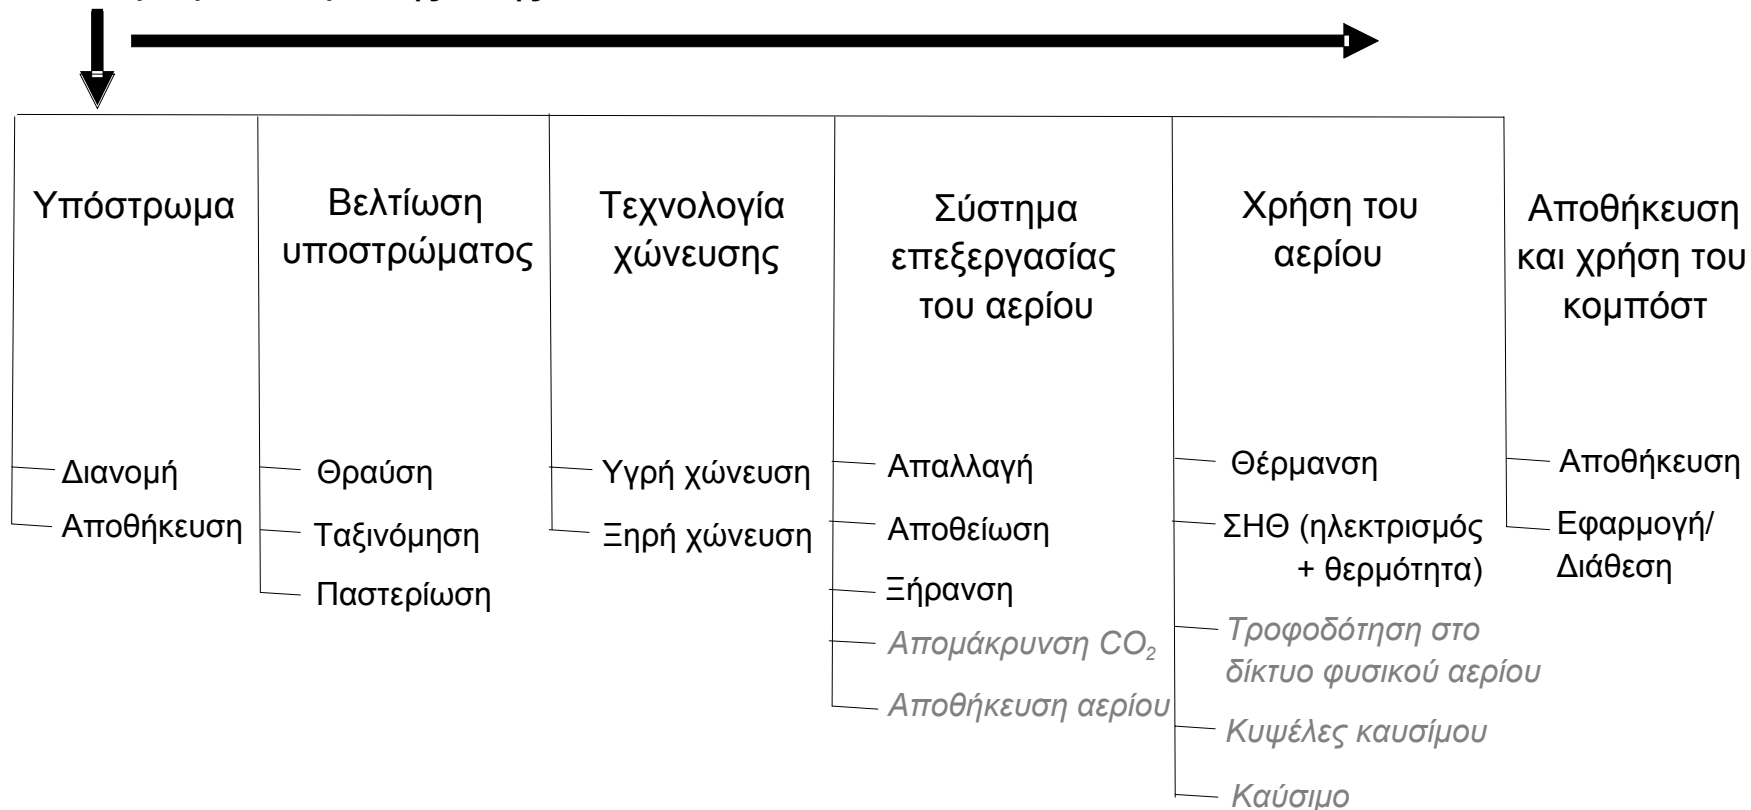 Υπόστρωμα
Διανομή
Αποθήκευση
Βελτίωση
υποστρώματος
Θραύση
Ταξινόμηση
Παστερίωση
Τεχνολογία
χώνευσης
Υγρή χώνευση
Ξηρή χώνευση
Σύστημα
επεξεργασίας
του αερίου
Απαλλαγή
Αποθείωση
Ξήρανση
Απομάκρυνση CO₂
Αποθήκευση αερίου
Χρήση του
αερίου
Θέρμανση
ΣΗΘ (ηλεκτρισμός
+ θερμότητα)
Τροφοδότηση στο
δίκτυο φυσικού αερίου
Κυψέλες καυσίμου
Καύσιμο
Αποθήκευση
και χρήση του
κομπόστ
Αποθήκευση
Εφαρμογή/
Διάθεση